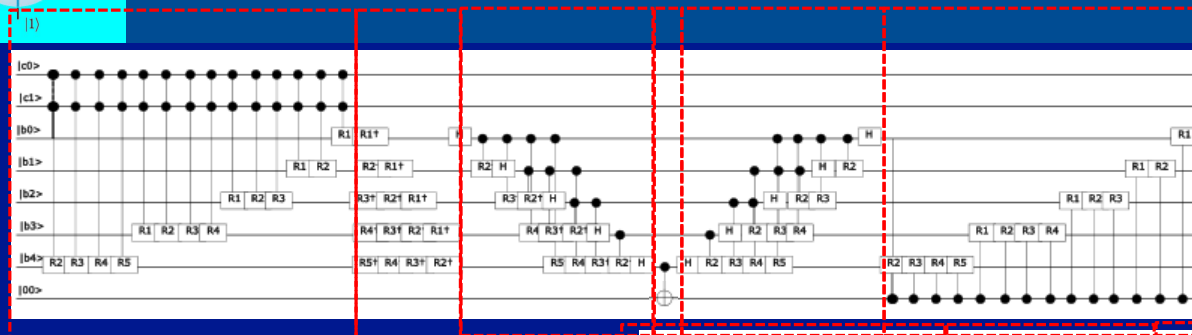 |1⟩
|c0>
|c1>
|b0> R1 R1† H H R1
|b1> R1 R2 R2 R1† R2 H H R2 R1 R2
|b2> R1 R2 R3 R3† R2† R1† R3 R2† H H R2 R3 R1 R2 R3
|b3> R1 R2 R3 R4 R4† R3† R2 R1† R4 R3† R2† H H R2 R3 R4 R1 R2 R3 R4
|b4> R2 R3 R4 R5 R5† R4 R3† R2† R5 R4 R3† R2 H H R2 R3 R4 R5 R2 R3 R4 R5
|00>